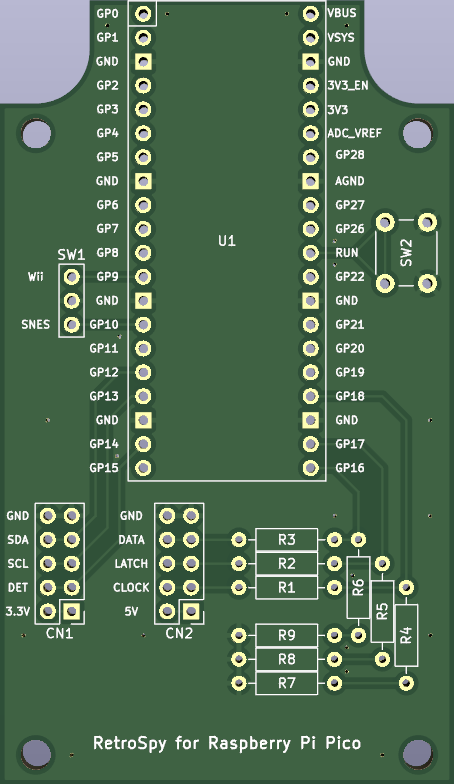 GP0 VBUS
GP1 VSYS
GND GND
GP2 3V3_EN
GP3 3V3
GP4 ADC_VREF
GP5 GP28
GND AGND
GP6 GP27
GP7 GP26
U1
GP8 RUN
SW2
SW1
Wii GP9 GP22
GND GND
SNES GP10 GP21
GP11 GP20
GP12 GP19
GP13 GP18
GND GND
GP14 GP17
GP15 GP16
GND GND
SDA DATA R3
SCL LATCH R2
DET CLOCK R1
R6
R5
R4
3.3V 5V
CN1 CN2 R9
R8
R7
RetroSpy for Raspberry Pi Pico